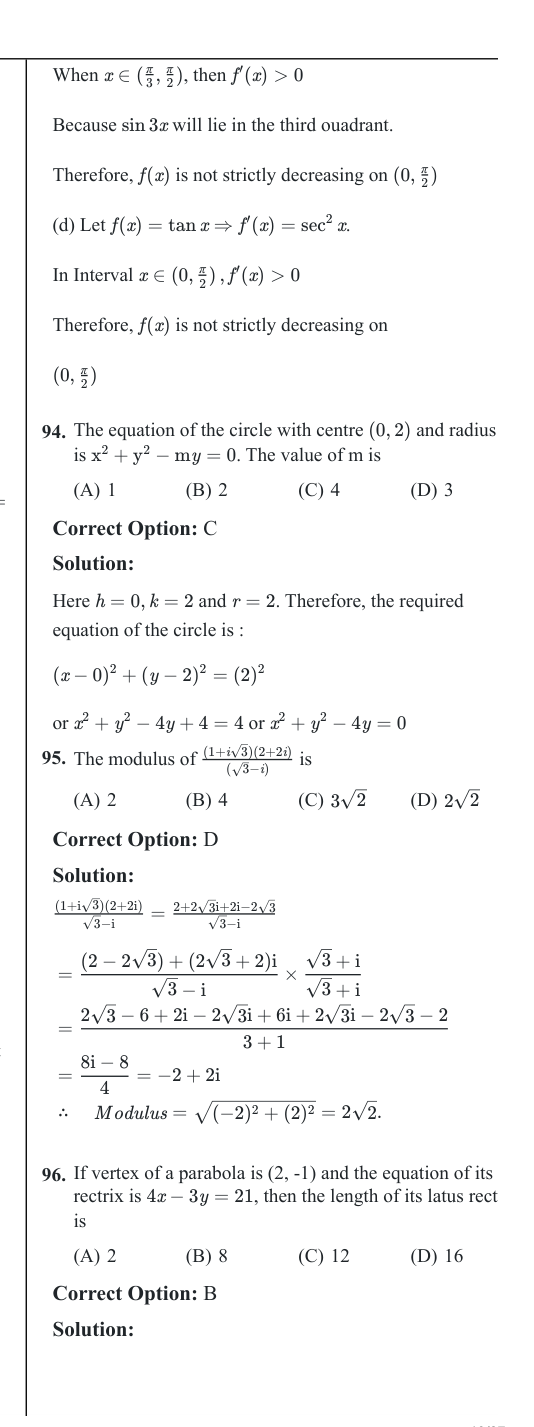 When x ∈ (π/3, π/2), then f′(x) > 0
Because sin 3x will lie in the third ouadrant.
Therefore, f(x) is not strictly decreasing on (0, π/2)
(d) Let f(x) = tan x ⇒ f′(x) = sec² x.
In Interval x ∈ (0, π/2), f′(x) > 0
Therefore, f(x) is not strictly decreasing on
(0, π/2)
94. The equation of the circle with centre (0, 2) and radius
is x² + y² − my = 0. The value of m is
(A) 1 (B) 2 (C) 4 (D) 3
Correct Option: C
Solution:
Here h = 0, k = 2 and r = 2. Therefore, the required
equation of the circle is :
(x − 0)² + (y − 2)² = (2)²
or x² + y² − 4y + 4 = 4 or x² + y² − 4y = 0
95. The modulus of (1+i√3)(2+2i)/(√3−i) is
(A) 2 (B) 4 (C) 3√2 (D) 2√2
Correct Option: D
Solution:
(1+i√3)(2+2i)/(√3−i) = (2+2√3i+2i−2√3)/(√3−i)
= ((2 − 2√3) + (2√3 + 2)i)/(√3 − i) × (√3 + i)/(√3 + i)
= (2√3 − 6 + 2i − 2√3i + 6i + 2√3i − 2√3 − 2)/(3 + 1)
= (8i − 8)/4 = −2 + 2i
∴ Modulus = √((−2)² + (2)²) = 2√2.
96. If vertex of a parabola is (2, -1) and the equation of its
rectrix is 4x − 3y = 21, then the length of its latus rect
is
(A) 2 (B) 8 (C) 12 (D) 16
Correct Option: B
Solution: